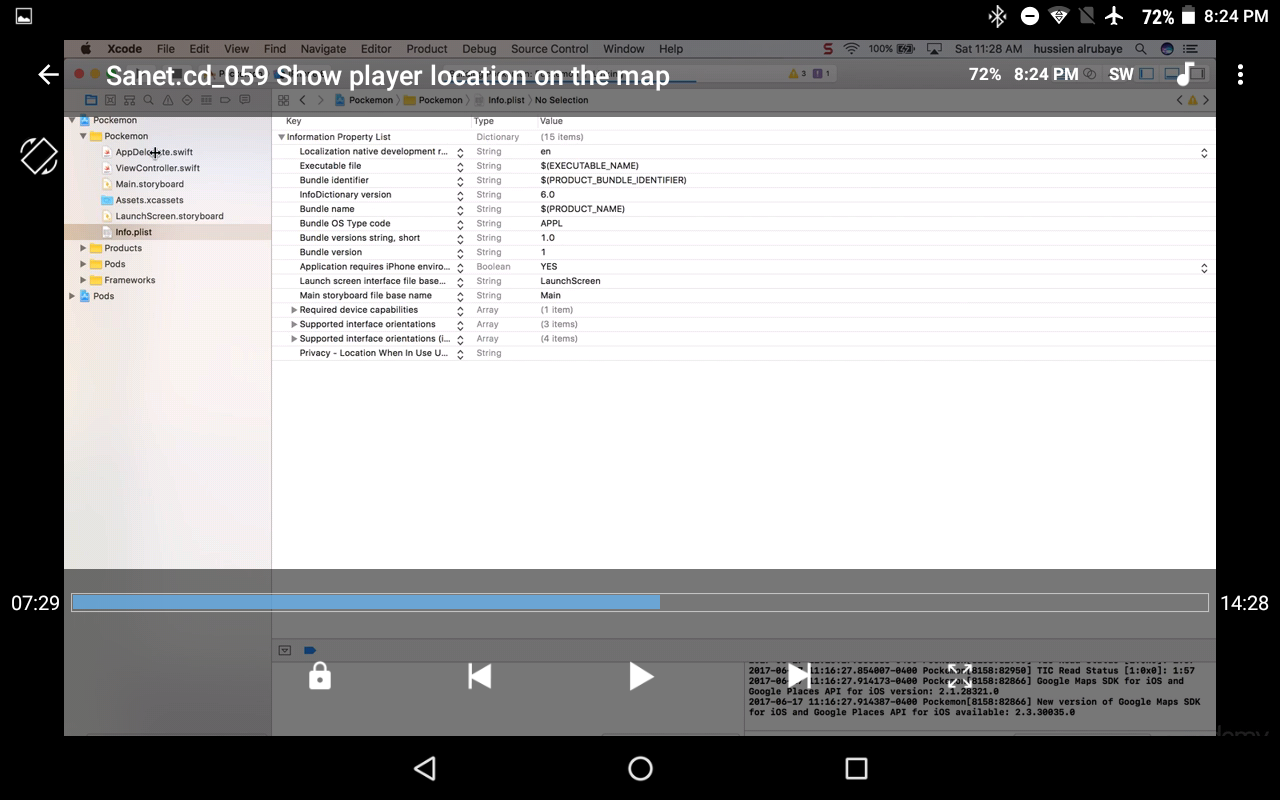 72% 8:24 PM
Xcode File Edit View Find Navigate Editor Product Debug Source Control Window Help 100% Sat 11:28 AM hussien alrubaye
Sanet.cd_059 Show player location on the map 3 1 72% 8:24 PM SW
Pockemon Pockemon Info.plist No Selection
Pockemon
Pockemon
AppDelegate.swift
ViewController.swift
Main.storyboard
Assets.xcassets
LaunchScreen.storyboard
Info.plist
Products
Pods
Frameworks
Pods
Key Type Value
Information Property List Dictionary (15 items)
Localization native development r... String en
Executable file String $(EXECUTABLE_NAME)
Bundle identifier String $(PRODUCT_BUNDLE_IDENTIFIER)
InfoDictionary version String 6.0
Bundle name String $(PRODUCT_NAME)
Bundle OS Type code String APPL
Bundle versions string, short String 1.0
Bundle version String 1
Application requires iPhone enviro... Boolean YES
Launch screen interface file base... String LaunchScreen
Main storyboard file base name String Main
Required device capabilities Array (1 item)
Supported interface orientations Array (3 items)
Supported interface orientations (i... Array (4 items)
Privacy - Location When In Use U... String
07:29 14:28
TIC Read Status [1:0x0]: 1:57
2017-06-17 11:16:27.914173-0400 Pockemon[8158:82866] Google Maps SDK for iOS and
Google Places API for iOS version: 2.1.28321.0
2017-06-17 11:16:27.914387-0400 Pockemon[8158:82866] New version of Google Maps SDK
for iOS and Google Places API for iOS available: 2.3.30035.0